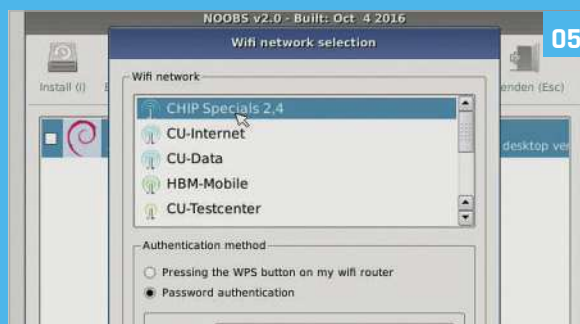 NOOBS v2.0 - Built: Oct 4 2016
05
Wifi network selection
Install (i)
enden (Esc)
Wifi network
CHIP Specials 2,4
CU-Internet
CU-Data
HBM-Mobile
CU-Testcenter
desktop ver
Authentication method
Pressing the WPS button on my wifi router
Password authentication